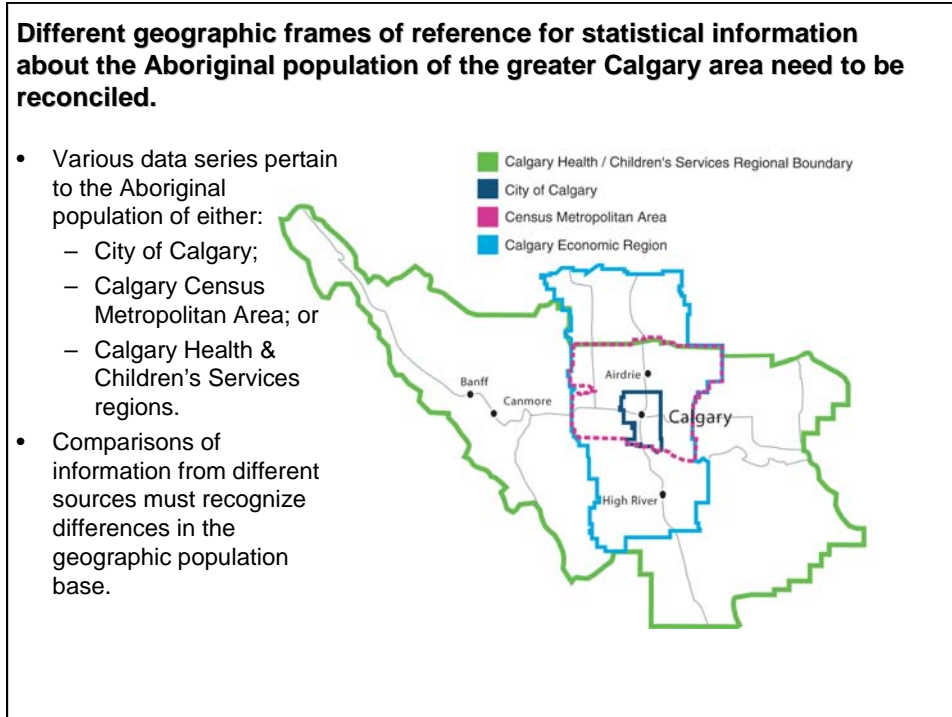 Different geographic frames of reference for statistical information
about the Aboriginal population of the greater Calgary area need to be
reconciled.
• Various data series pertain
to the Aboriginal
population of either:
– City of Calgary;
– Calgary Census
Metropolitan Area; or
– Calgary Health &
Children's Services
regions.
• Comparisons of
information from different
sources must recognize
differences in the
geographic population
base.
Calgary Health / Children's Services Regional Boundary
City of Calgary
Census Metropolitan Area
Calgary Economic Region
Airdrie
Banff
Canmore
Calgary
High River